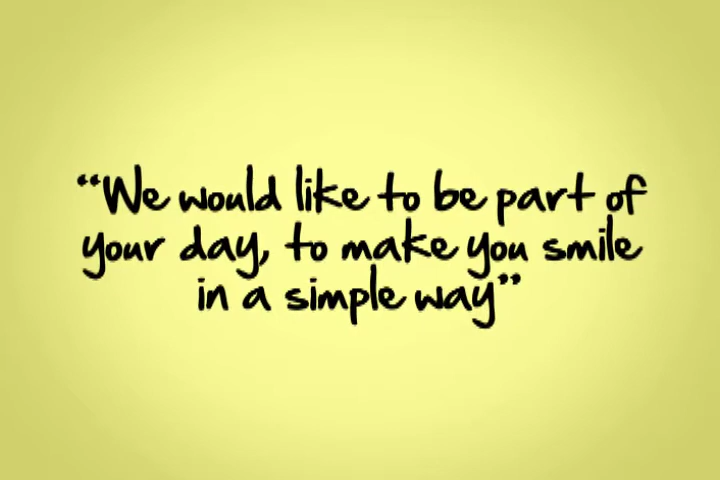 “We would like to be part of
your day, to make you smile
in a simple way”